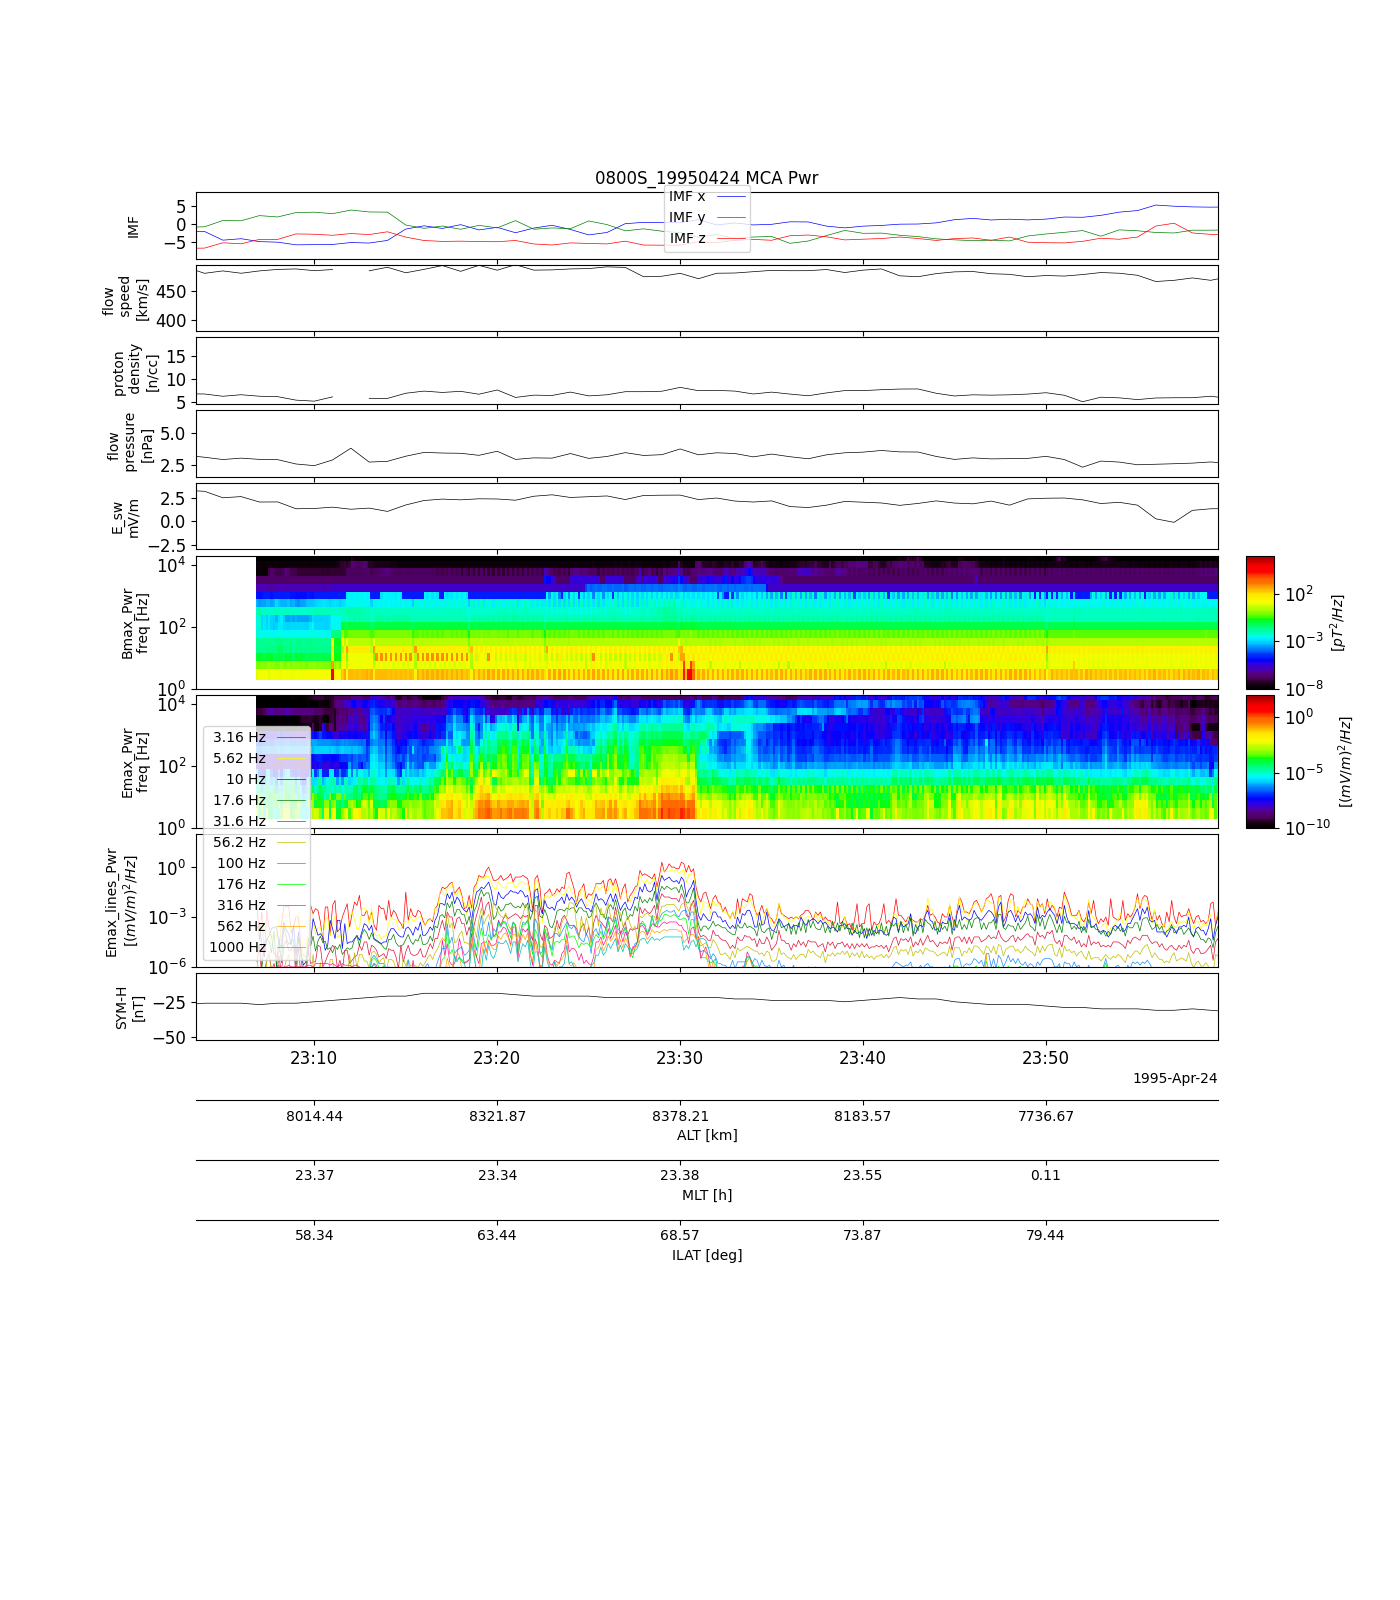 0800S_19950424 MCA Pwr
IMF
5
0
−5
IMF x
IMF y
IMF z
flow
speed
[km/s]
450
400
proton
density
[n/cc]
15
10
5
flow
pressure
[nPa]
5.0
2.5
E_sw
mV/m
2.5
0.0
−2.5
Bmax_Pwr
freq [Hz]
10^4
10^2
10^0
10^2
10^−3
10^−8
[pT^2/Hz]
Emax_Pwr
freq [Hz]
10^4
10^2
10^0
10^0
10^−5
10^−10
[(mV/m)^2/Hz]
3.16 Hz
5.62 Hz
10 Hz
17.6 Hz
31.6 Hz
56.2 Hz
100 Hz
176 Hz
316 Hz
562 Hz
1000 Hz
Emax_lines_Pwr
[(mV/m)^2/Hz]
10^0
10^−3
10^−6
SYM-H
[nT]
−25
−50
23:10 23:20 23:30 23:40 23:50
1995-Apr-24
8014.44 8321.87 8378.21 8183.57 7736.67
ALT [km]
23.37 23.34 23.38 23.55 0.11
MLT [h]
58.34 63.44 68.57 73.87 79.44
ILAT [deg]